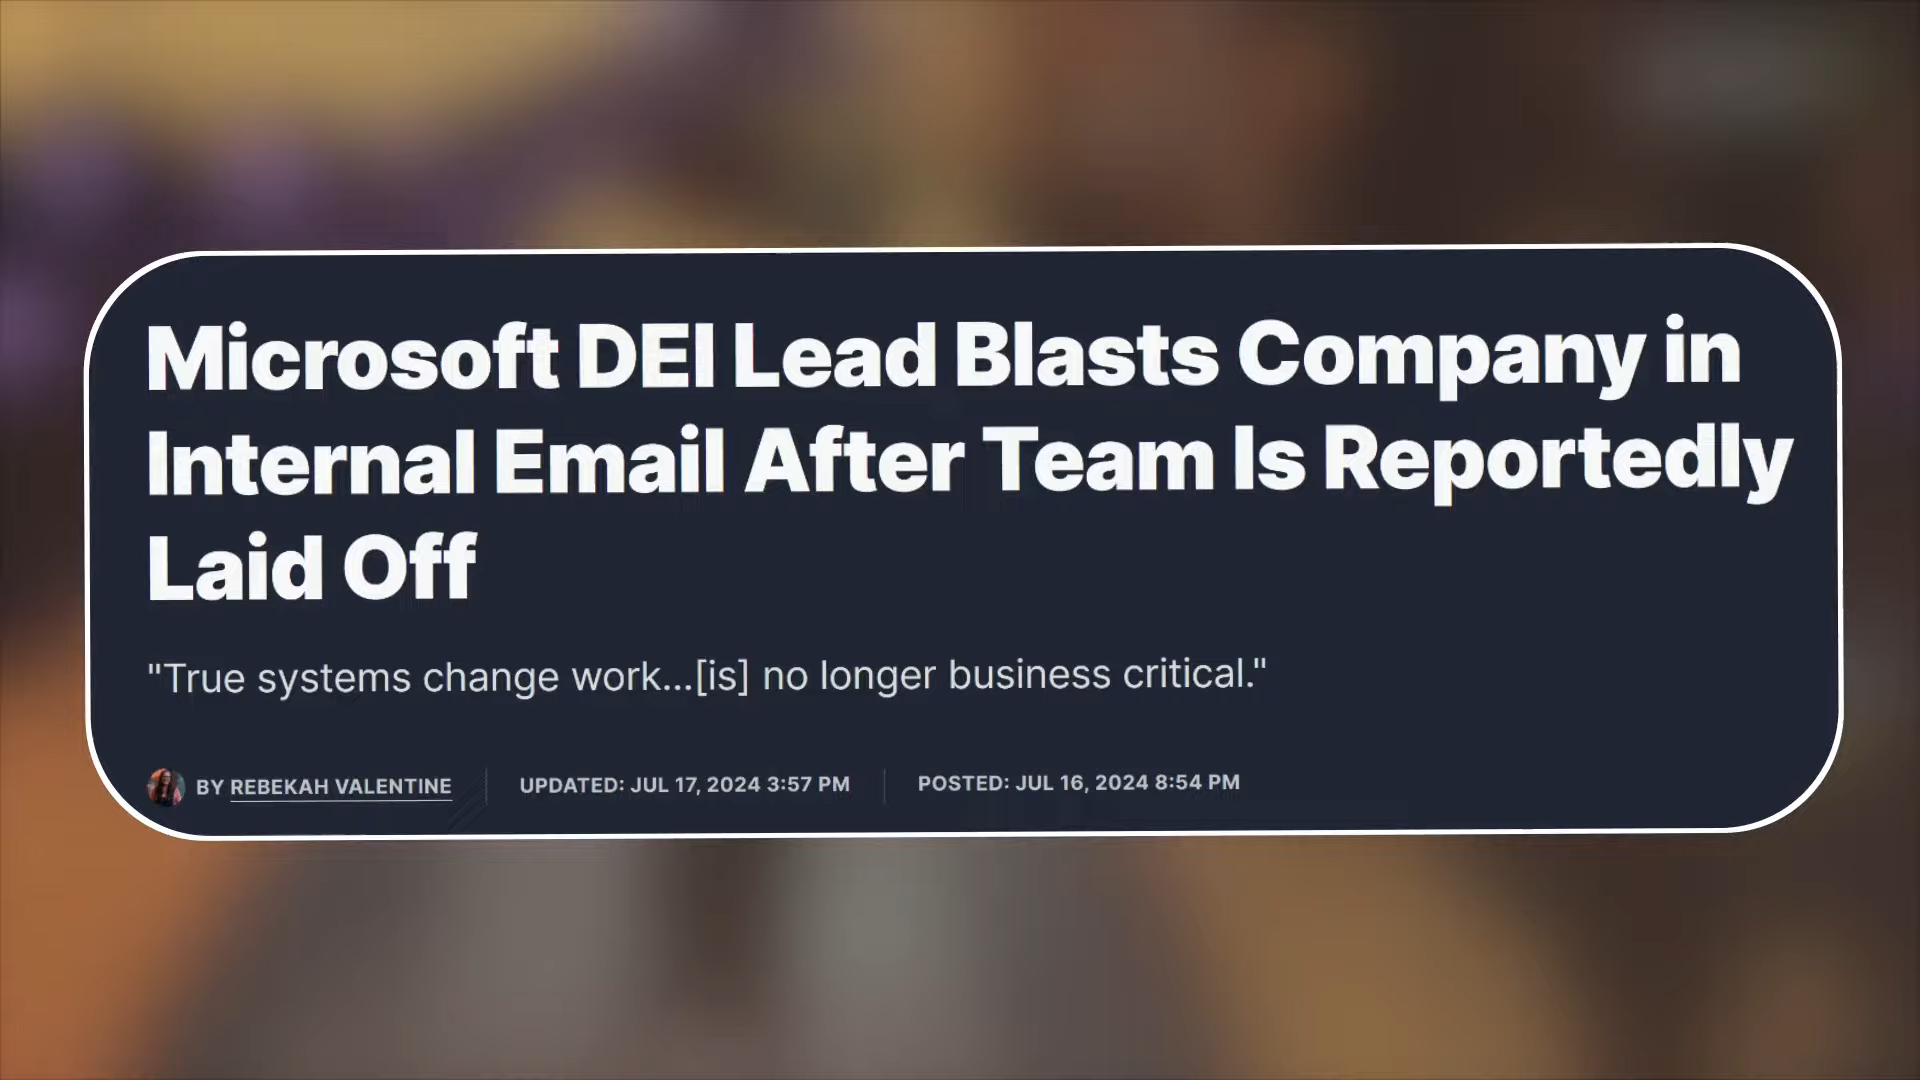 Microsoft DEI Lead Blasts Company in
Internal Email After Team Is Reportedly
Laid Off
"True systems change work...[is] no longer business critical."
BY REBEKAH VALENTINE UPDATED: JUL 17, 2024 3:57 PM POSTED: JUL 16, 2024 8:54 PM